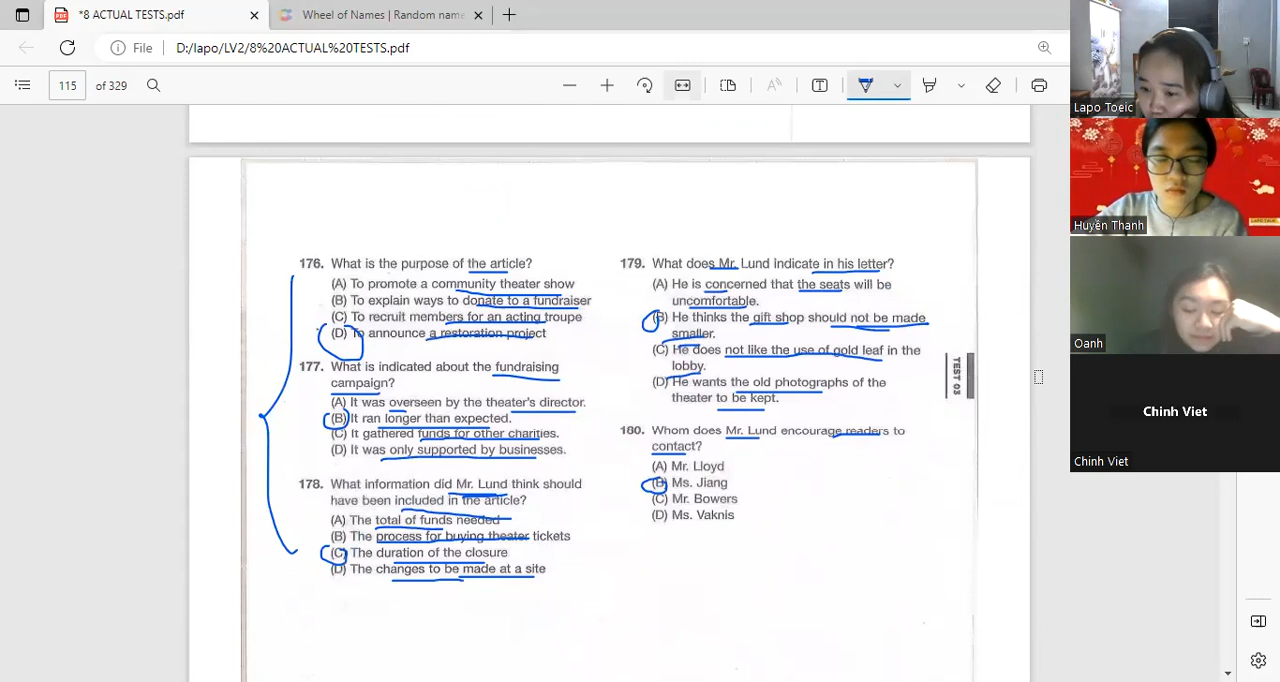 *8 ACTUAL TESTS.pdf
Wheel of Names | Random name
File
D:/lapo/LV2/8%20ACTUAL%20TESTS.pdf
115
of 329
176. What is the purpose of the article?
(A) To promote a community theater show
(B) To explain ways to donate to a fundraiser
(C) To recruit members for an acting troupe
(D) To announce a restoration project
177. What is indicated about the fundraising
campaign?
(A) It was overseen by the theater's director.
(B) It ran longer than expected.
(C) It gathered funds for other charities.
(D) It was only supported by businesses.
178. What information did Mr. Lund think should
have been included in the article?
(A) The total of funds needed
(B) The process for buying theater tickets
(C) The duration of the closure
(D) The changes to be made at a site
179. What does Mr. Lund indicate in his letter?
(A) He is concerned that the seats will be
uncomfortable.
(B) He thinks the gift shop should not be made
smaller.
(C) He does not like the use of gold leaf in the
lobby.
(D) He wants the old photographs of the
theater to be kept.
180. Whom does Mr. Lund encourage readers to
contact?
(A) Mr. Lloyd
(B) Ms. Jiang
(C) Mr. Bowers
(D) Ms. Vaknis
TEST 03
Lapo Toeic
Huyền Thanh
Oanh
Chinh Viet
Chinh Viet